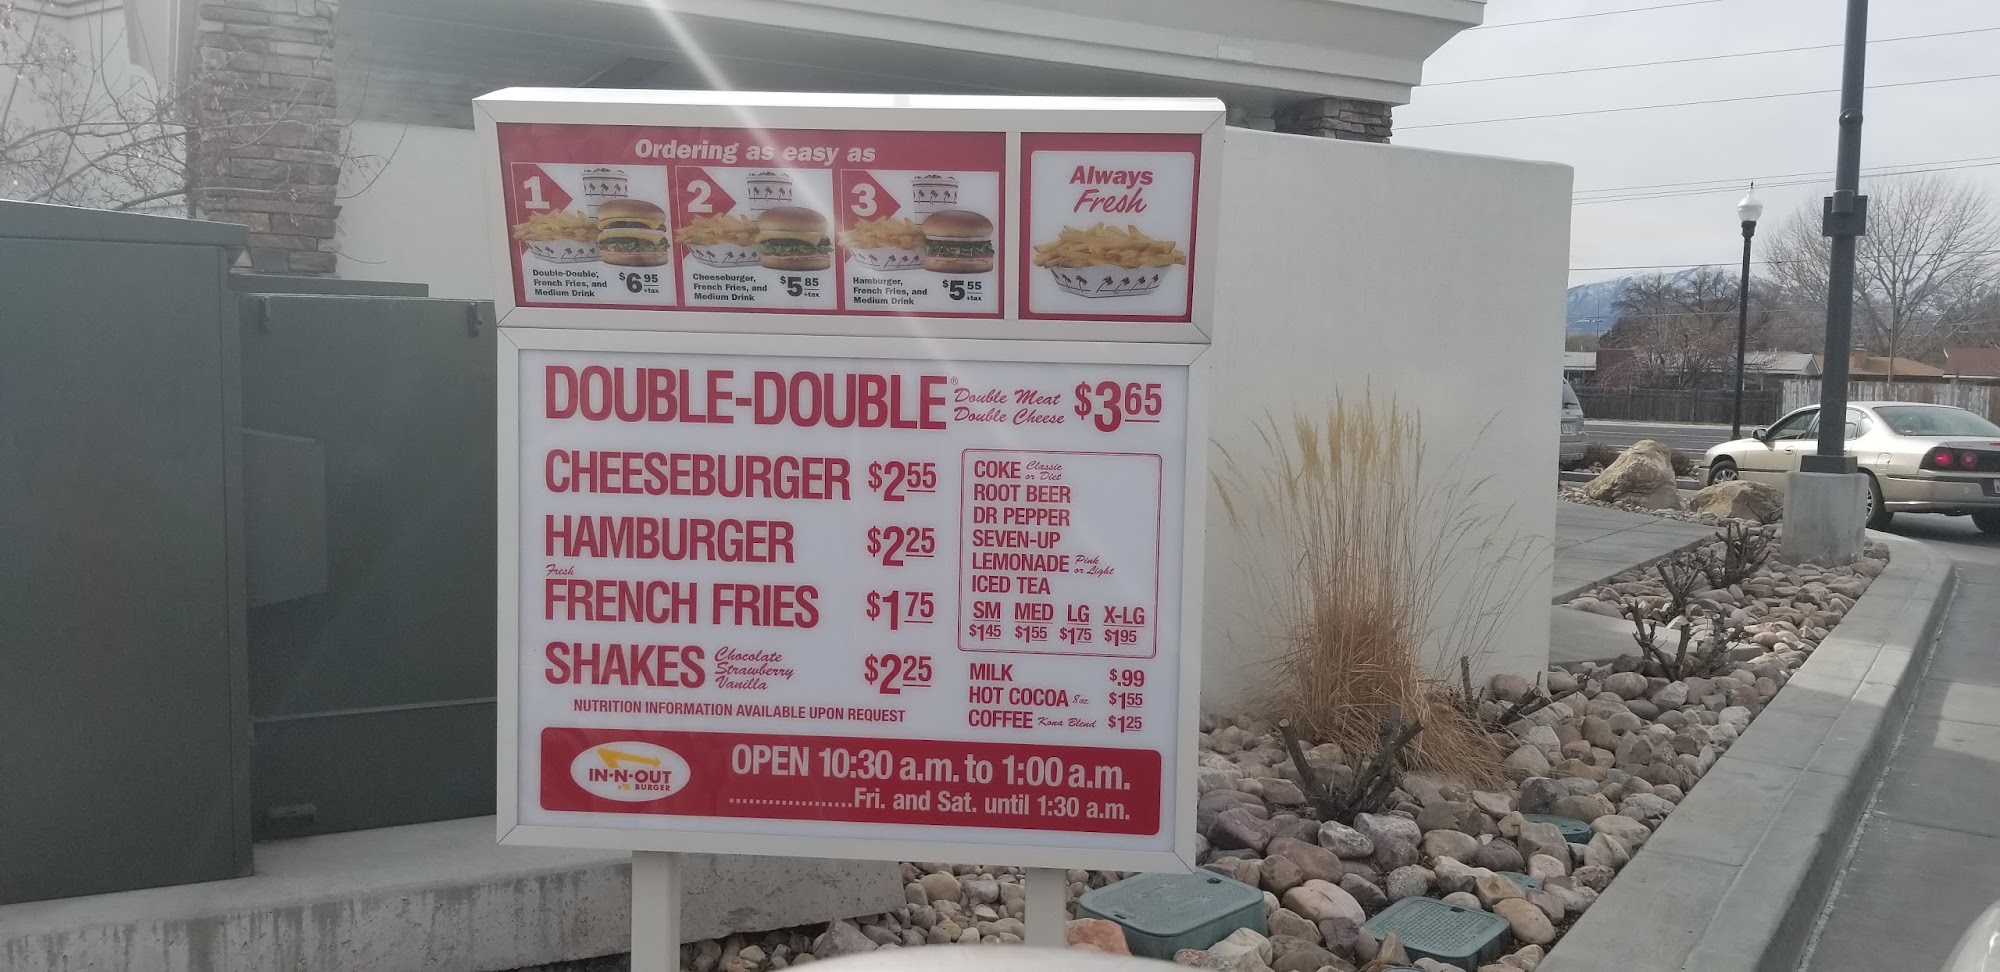 Ordering as easy as
1
Double-Double,
French Fries, and
Medium Drink
$6.95
+tax
2
Cheeseburger,
French Fries, and
Medium Drink
$5.85
+tax
3
Hamburger,
French Fries, and
Medium Drink
$5.55
+tax
Always
Fresh
DOUBLE-DOUBLE® Double Meat Double Cheese $3.65
CHEESEBURGER $2.55
HAMBURGER $2.25
Fresh
FRENCH FRIES $1.75
SHAKES Chocolate Strawberry Vanilla $2.25
NUTRITION INFORMATION AVAILABLE UPON REQUEST
COKE Classic or Diet
ROOT BEER
DR PEPPER
SEVEN-UP
LEMONADE Pink or Light
ICED TEA
SM MED LG X-LG
$1.45 $1.55 $1.75 $1.95
MILK $.99
HOT COCOA 8oz $1.55
COFFEE Kona Blend $1.25
IN-N-OUT
BURGER
OPEN 10:30 a.m. to 1:00 a.m.
....................Fri. and Sat. until 1:30 a.m.